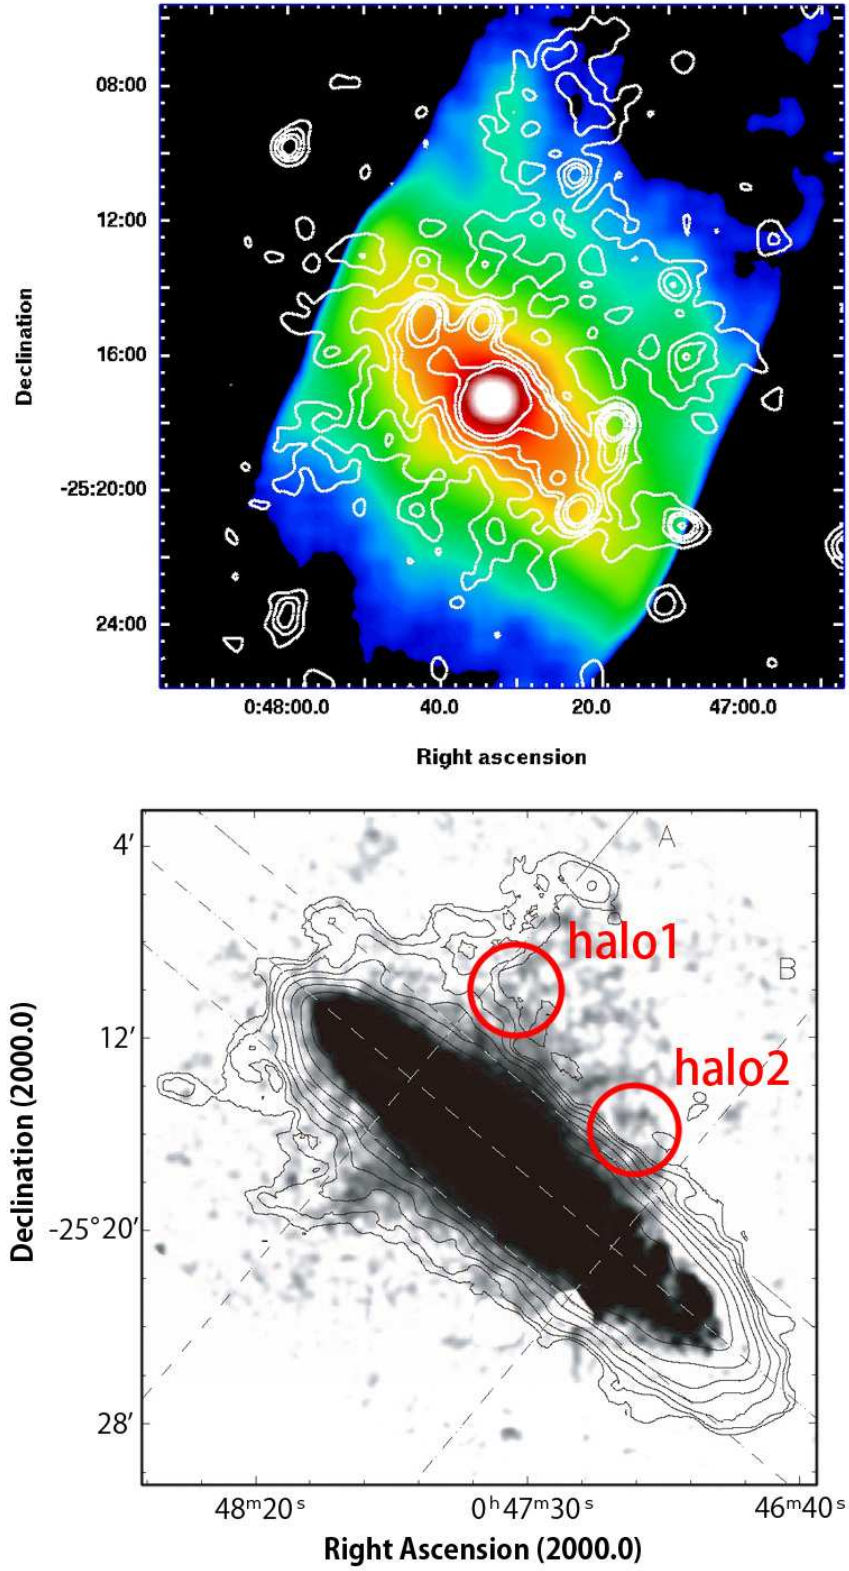 08:00
12:00
16:00
-25:20:00
24:00
Declination
0:48:00.0 40.0 20.0 47:00.0
Right ascension
A
B
halo1
halo2
4′
12′
-25°20′
28′
Declination (2000.0)
48ᵐ20ˢ 0ʰ47ᵐ30ˢ 46ᵐ40ˢ
Right Ascension (2000.0)